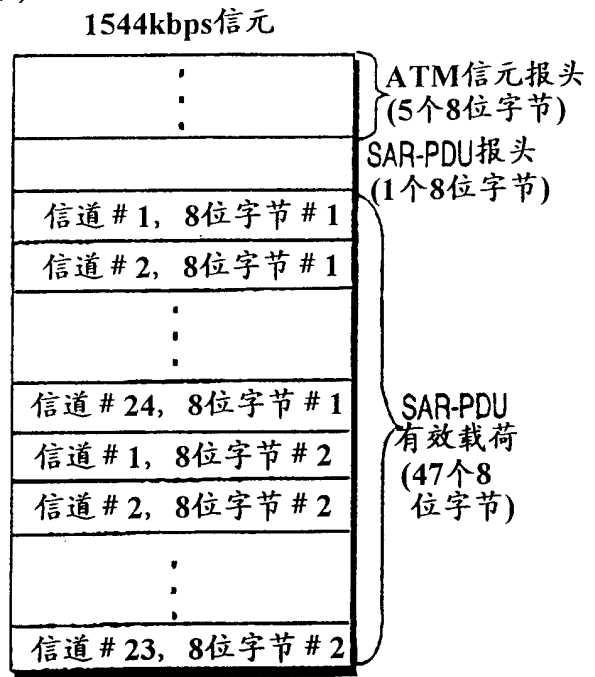 1544kbps信元
ATM信元报头
(5个8位字节)
SAR-PDU报头
(1个8位字节)
信道#1, 8位字节#1
信道#2, 8位字节#1
信道#24, 8位字节#1
信道#1, 8位字节#2
信道#2, 8位字节#2
信道#23, 8位字节#2
SAR-PDU
有效载荷
(47个8
位字节)